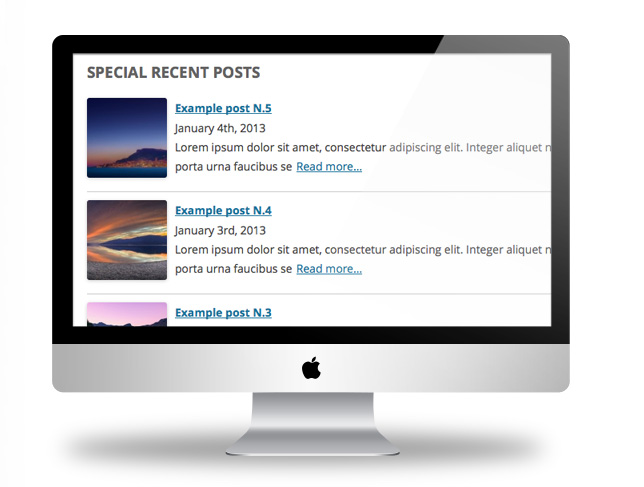 SPECIAL RECENT POSTS
Example post N.5
January 4th, 2013
Lorem ipsum dolor sit amet, consectetur adipiscing elit. Integer aliquet n
porta urna faucibus se Read more...
Example post N.4
January 3rd, 2013
Lorem ipsum dolor sit amet, consectetur adipiscing elit. Integer aliquet n
porta urna faucibus se Read more...
Example post N.3